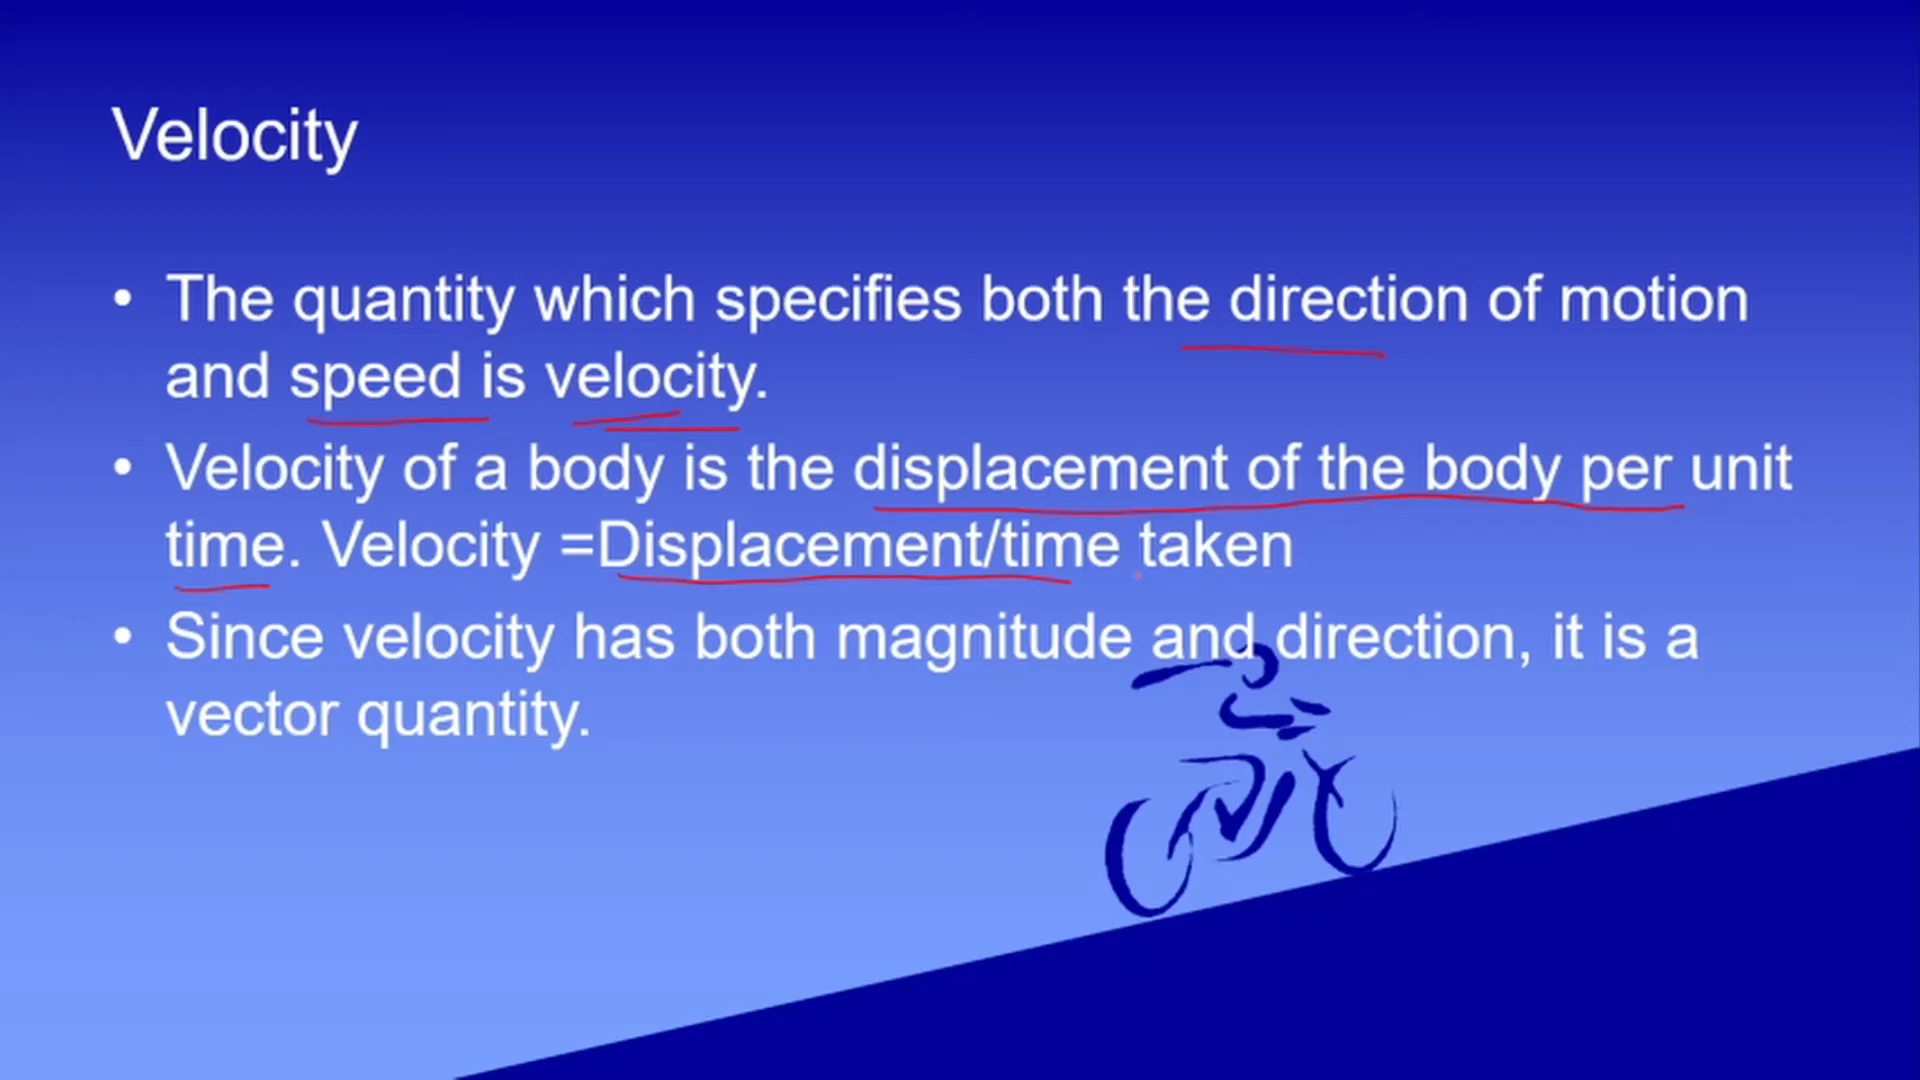 Velocity
• The quantity which specifies both the direction of motion
and speed is velocity.
• Velocity of a body is the displacement of the body per unit
time. Velocity =Displacement/time taken
• Since velocity has both magnitude and direction, it is a
vector quantity.